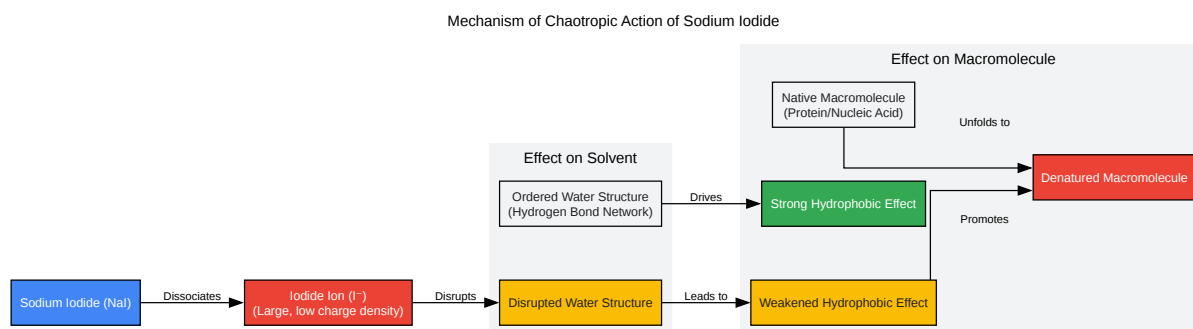 Mechanism of Chaotropic Action of Sodium Iodide
Effect on Macromolecule
Native Macromolecule
(Protein/Nucleic Acid)
Unfolds to
Denatured Macromolecule
Effect on Solvent
Ordered Water Structure
(Hydrogen Bond Network)
Drives
Strong Hydrophobic Effect
Promotes
Sodium Iodide (NaI)
Dissociates
Iodide Ion (I⁻)
(Large, low charge density)
Disrupts
Disrupted Water Structure
Leads to
Weakened Hydrophobic Effect